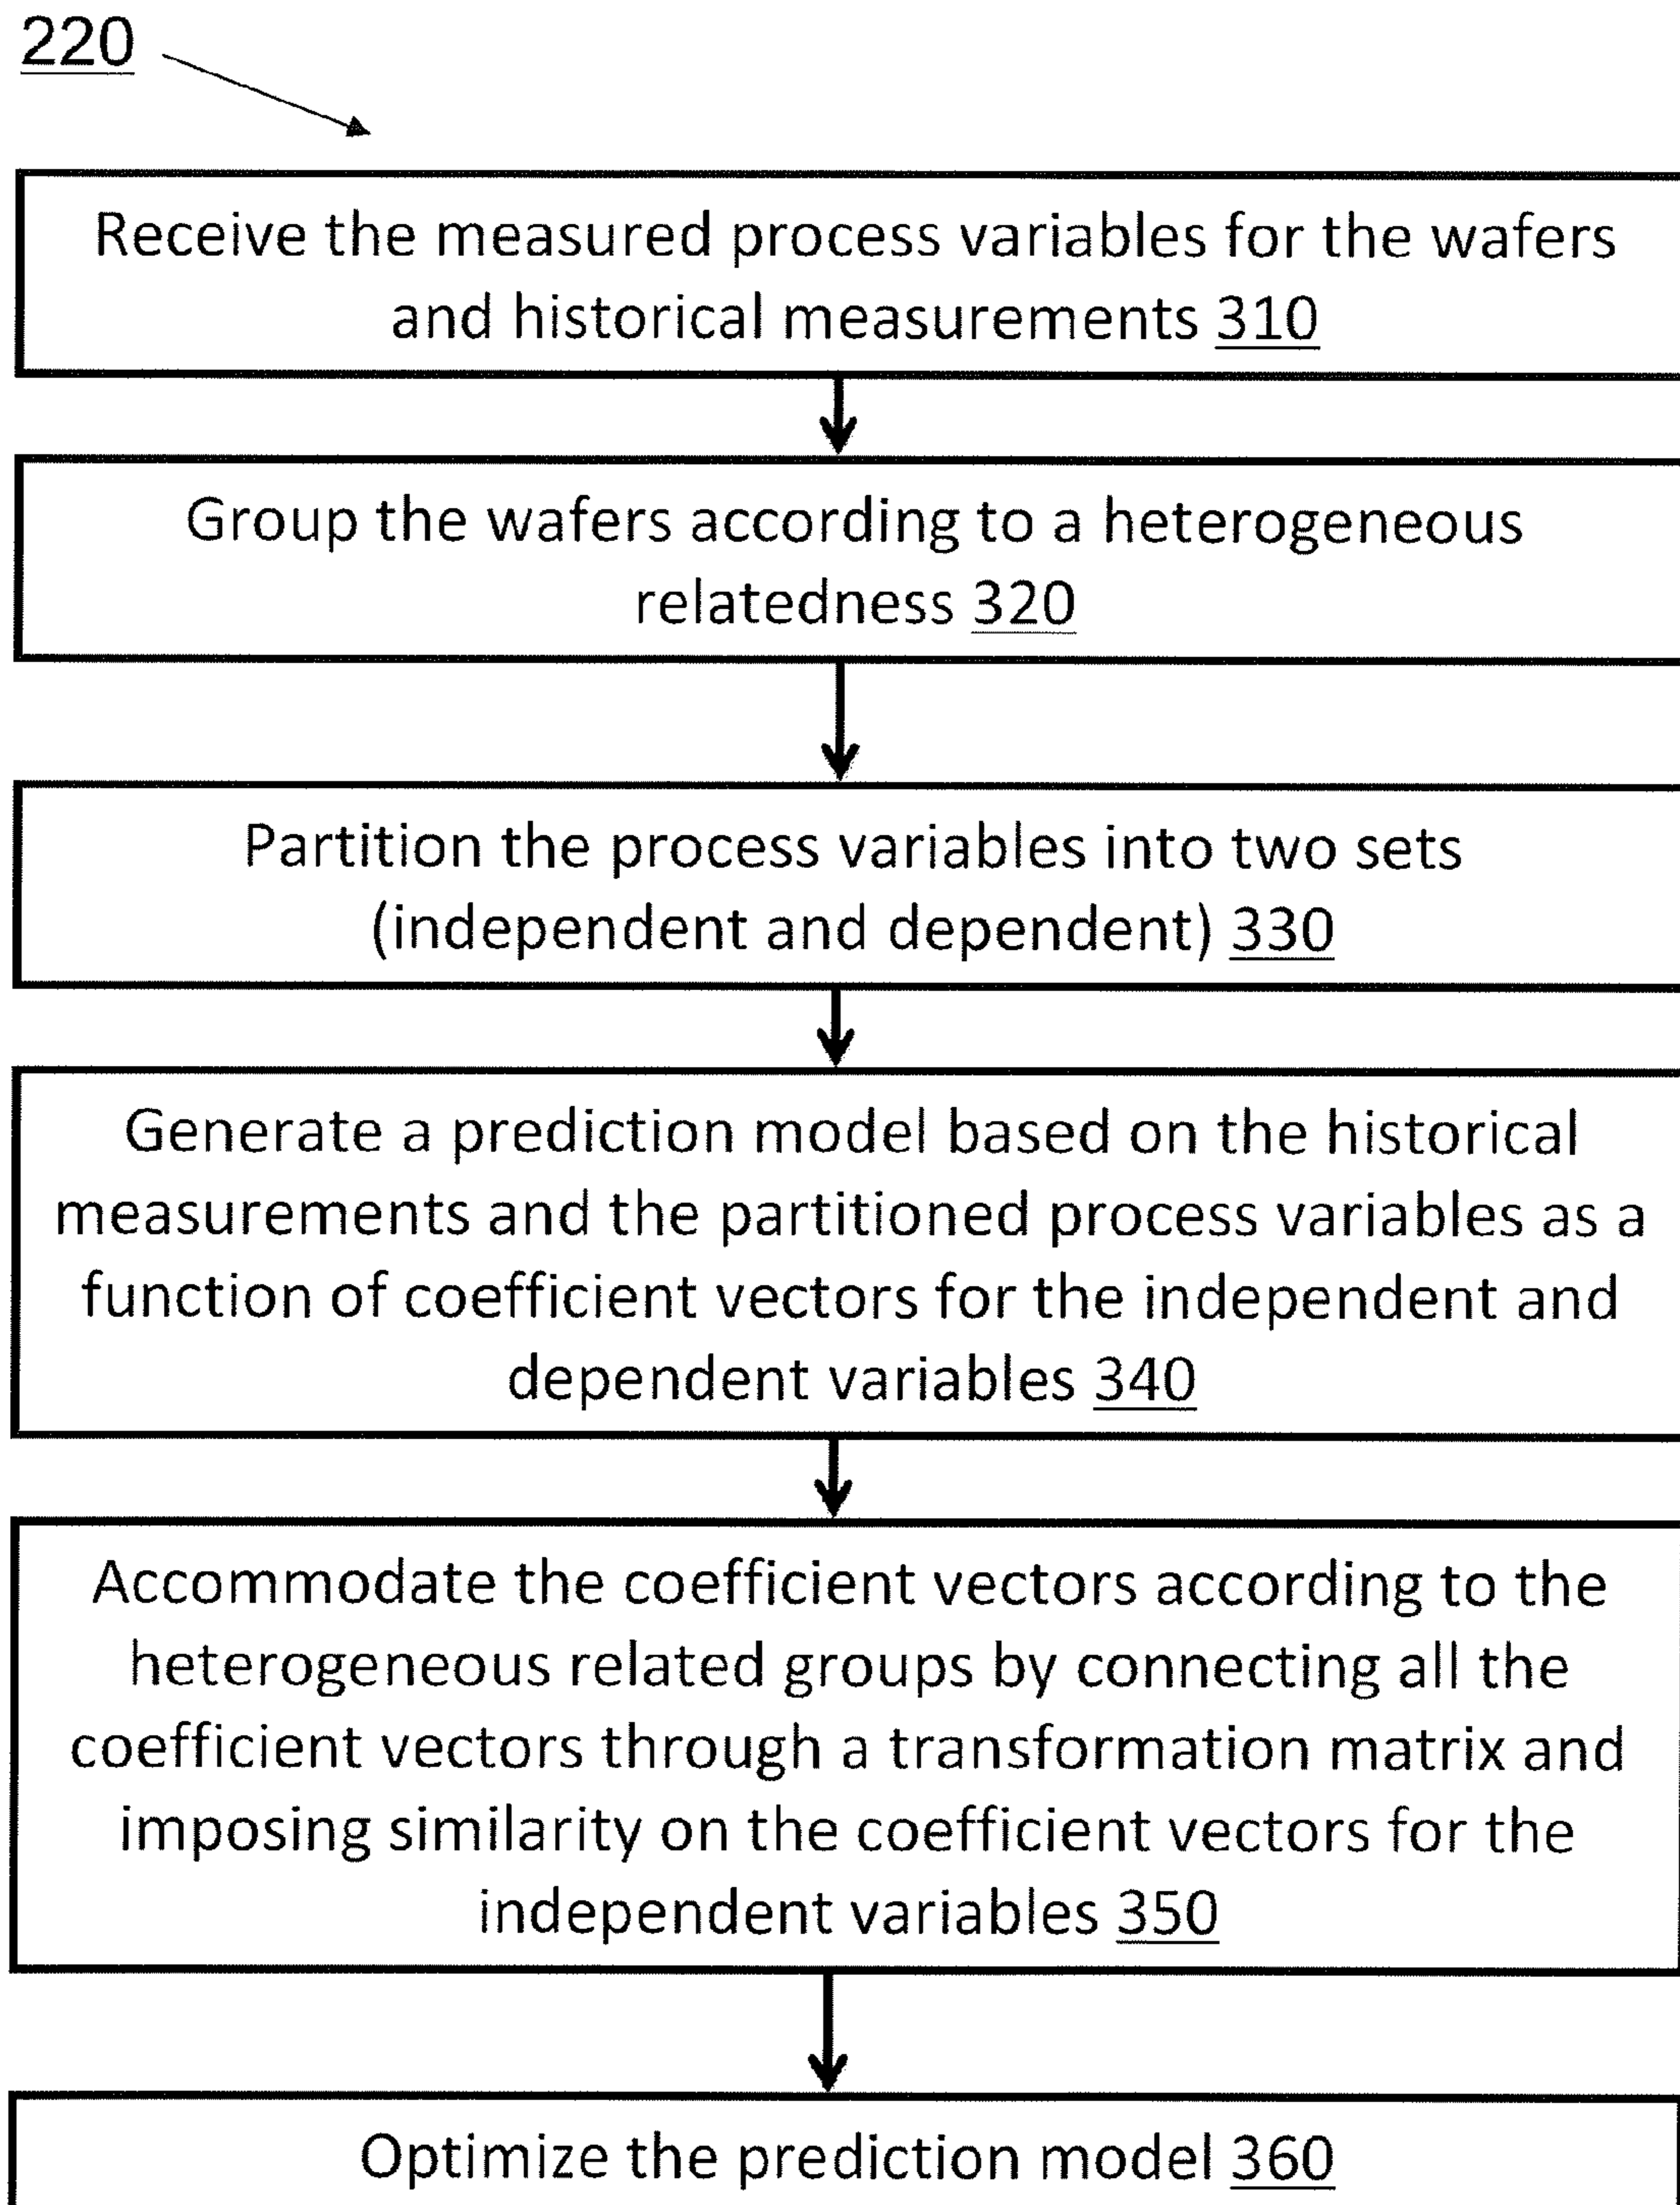 220
Receive the measured process variables for the wafers
and historical measurements 310
Group the wafers according to a heterogeneous
relatedness 320
Partition the process variables into two sets
(independent and dependent) 330
Generate a prediction model based on the historical
measurements and the partitioned process variables as a
function of coefficient vectors for the independent and
dependent variables 340
Accommodate the coefficient vectors according to the
heterogeneous related groups by connecting all the
coefficient vectors through a transformation matrix and
imposing similarity on the coefficient vectors for the
independent variables 350
Optimize the prediction model 360